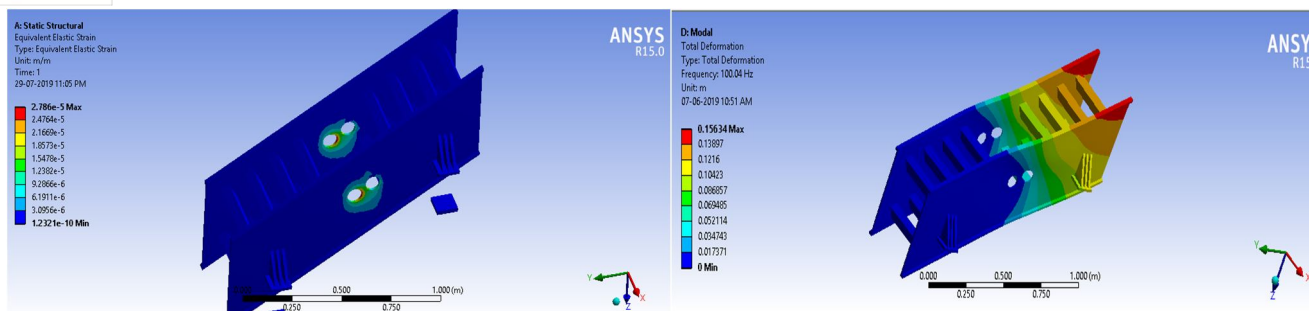 A: Static Structural
Equivalent Elastic Strain
Type: Equivalent Elastic Strain
Unit: m/m
Time: 1
29-07-2019 11:05 PM
2.786e-5 Max
2.4764e-5
2.1669e-5
1.8573e-5
1.5478e-5
1.2382e-5
9.2866e-6
6.1911e-6
3.0956e-6
1.2321e-10 Min
ANSYS
R15.0
0.000
0.500
1.000 (m)
0.250
0.750
Y
X
Z
D: Modal
Total Deformation
Type: Total Deformation
Frequency: 100.04 Hz
Unit: m
07-06-2019 10:51 AM
0.15634 Max
0.13897
0.1216
0.10423
0.086857
0.069485
0.052114
0.034743
0.017371
0 Min
ANSY
R15
0.000
0.500
1.000 (m)
0.250
0.750
Y
X
Z